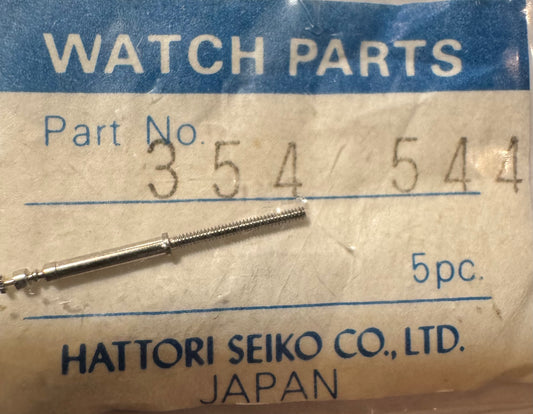 WATCH PARTS
Part No. 354 544
5pc.
HATTORI SEIKO CO., LTD.
JAPAN